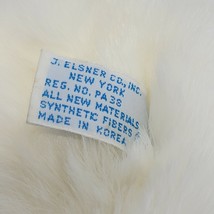 J. ELSNER CO., INC.
NEW YORK
REG. NO. PA 38
ALL NEW MATERIALS
SYNTHETIC FIBERS
MADE IN KOREA